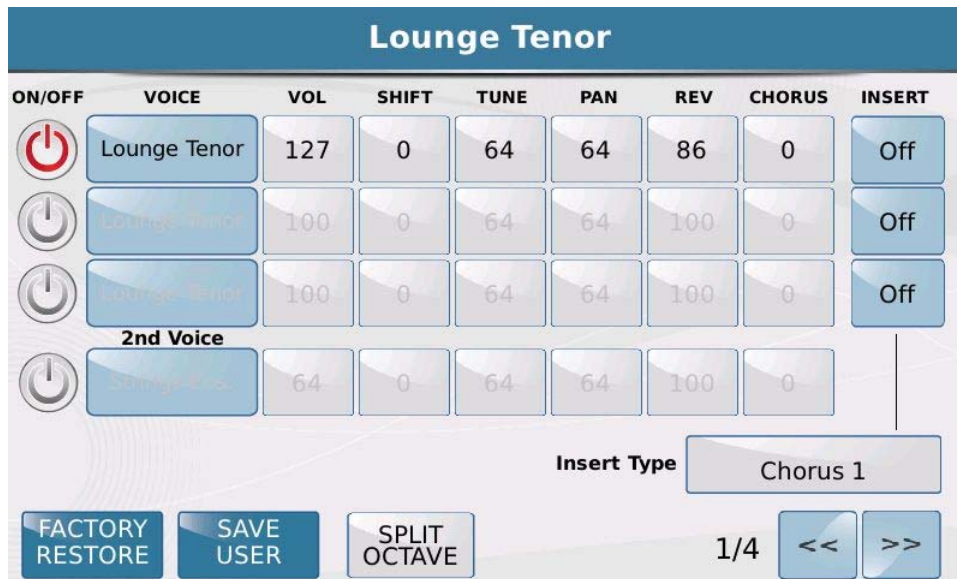 Lounge Tenor
ON/OFF VOICE VOL SHIFT TUNE PAN REV CHORUS INSERT
Lounge Tenor 127 0 64 64 86 0 Off
Lounge Tenor 100 0 64 64 100 0 Off
Lounge Tenor 100 0 64 64 100 0 Off
2nd Voice
64 0 64 64 100 0
Insert Type Chorus 1
FACTORY RESTORE SAVE USER SPLIT OCTAVE 1/4 << >>